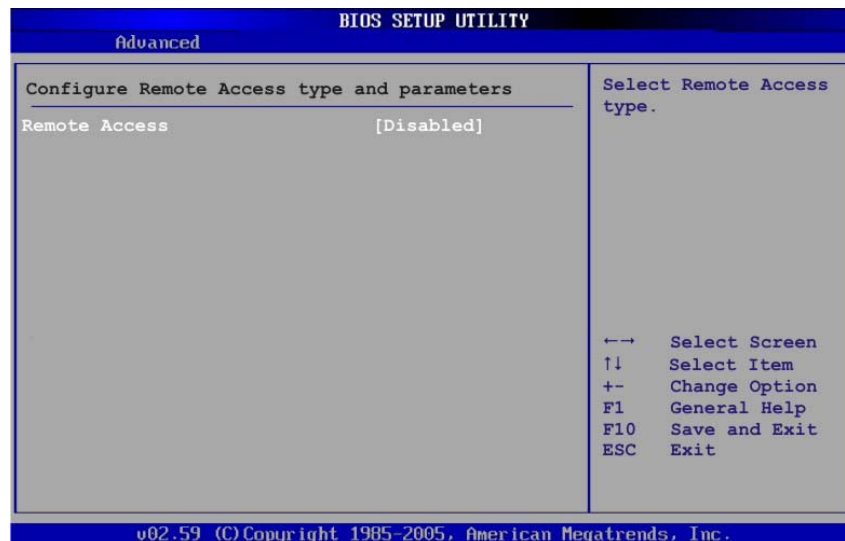 BIOS SETUP UTILITY
Advanced
Configure Remote Access type and parameters
Remote Access [Disabled]
Select Remote Access
type.
←→ Select Screen
↑↓ Select Item
+- Change Option
F1 General Help
F10 Save and Exit
ESC Exit
v02.59 (C)Copyright 1985-2005, American Megatrends, Inc.